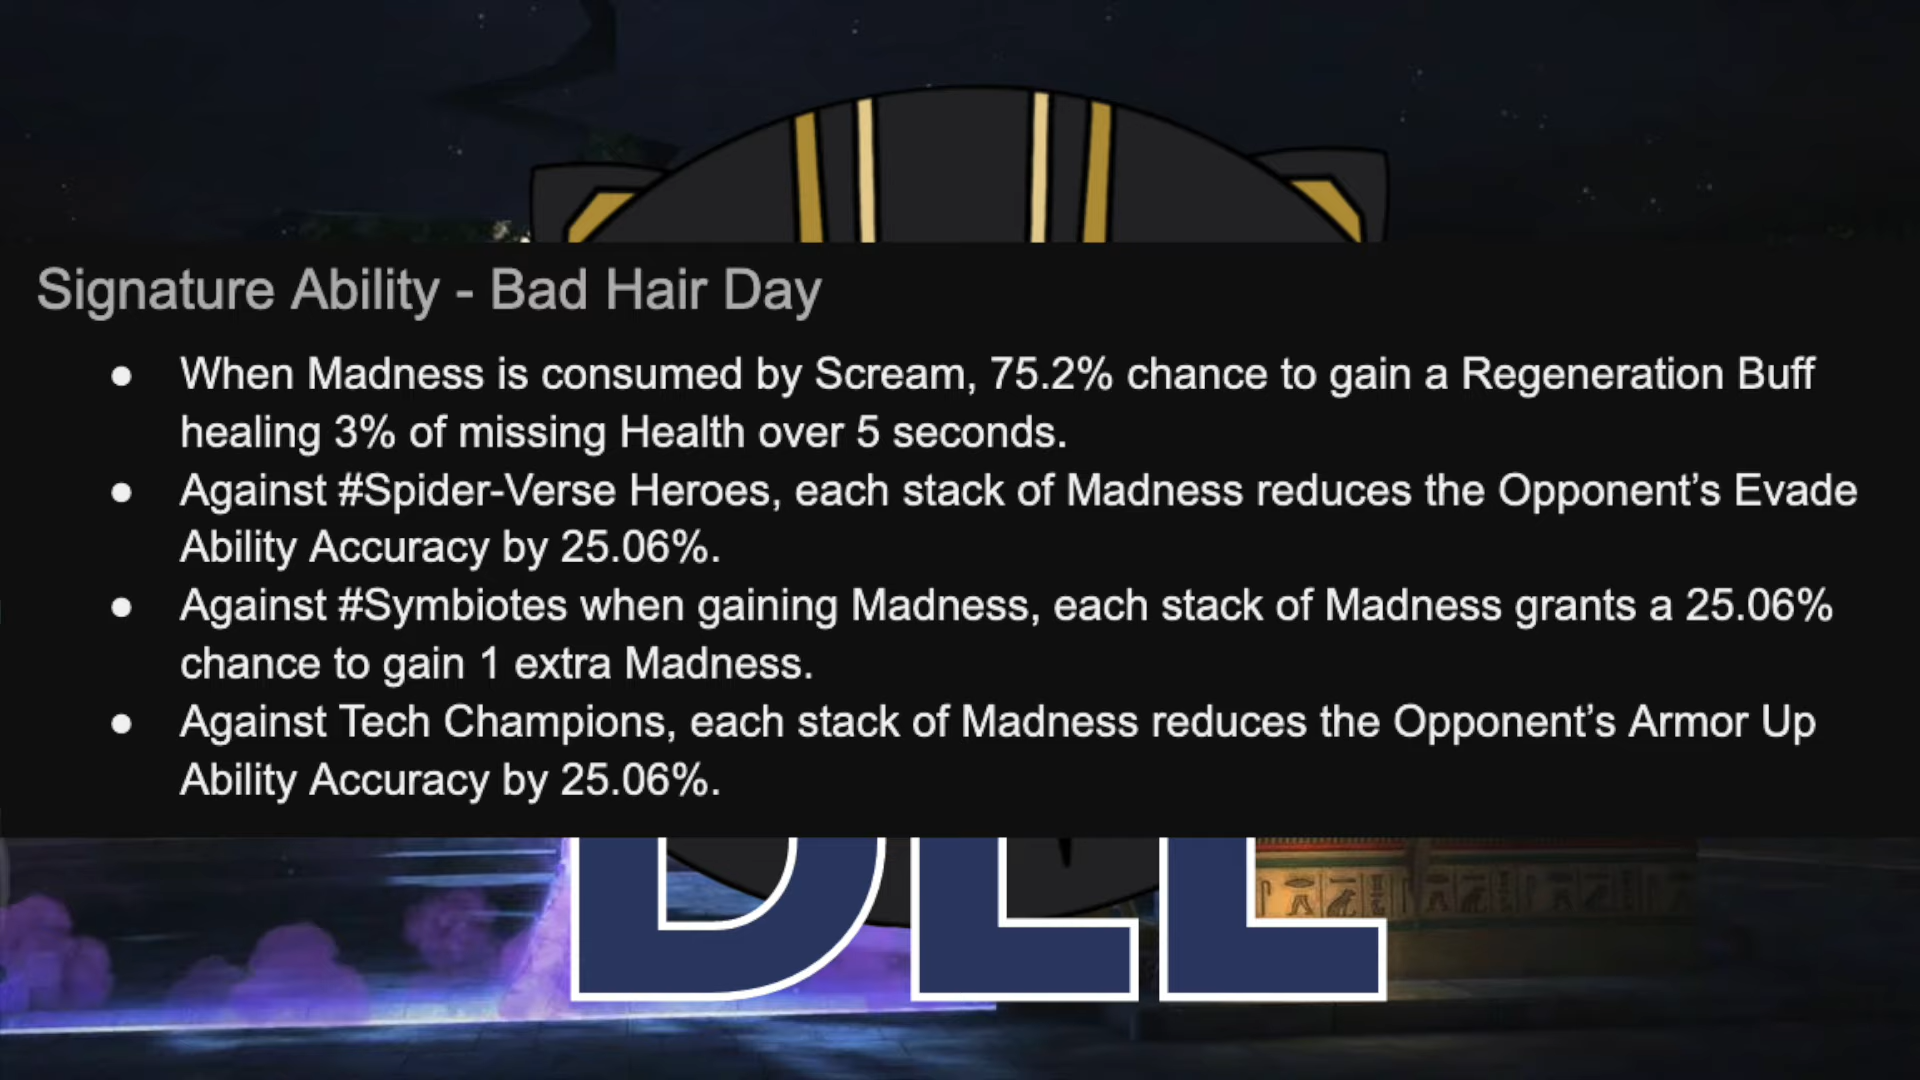 Signature Ability - Bad Hair Day
● When Madness is consumed by Scream, 75.2% chance to gain a Regeneration Buff
healing 3% of missing Health over 5 seconds.
● Against #Spider-Verse Heroes, each stack of Madness reduces the Opponent’s Evade
Ability Accuracy by 25.06%.
● Against #Symbiotes when gaining Madness, each stack of Madness grants a 25.06%
chance to gain 1 extra Madness.
● Against Tech Champions, each stack of Madness reduces the Opponent’s Armor Up
Ability Accuracy by 25.06%.
DLL